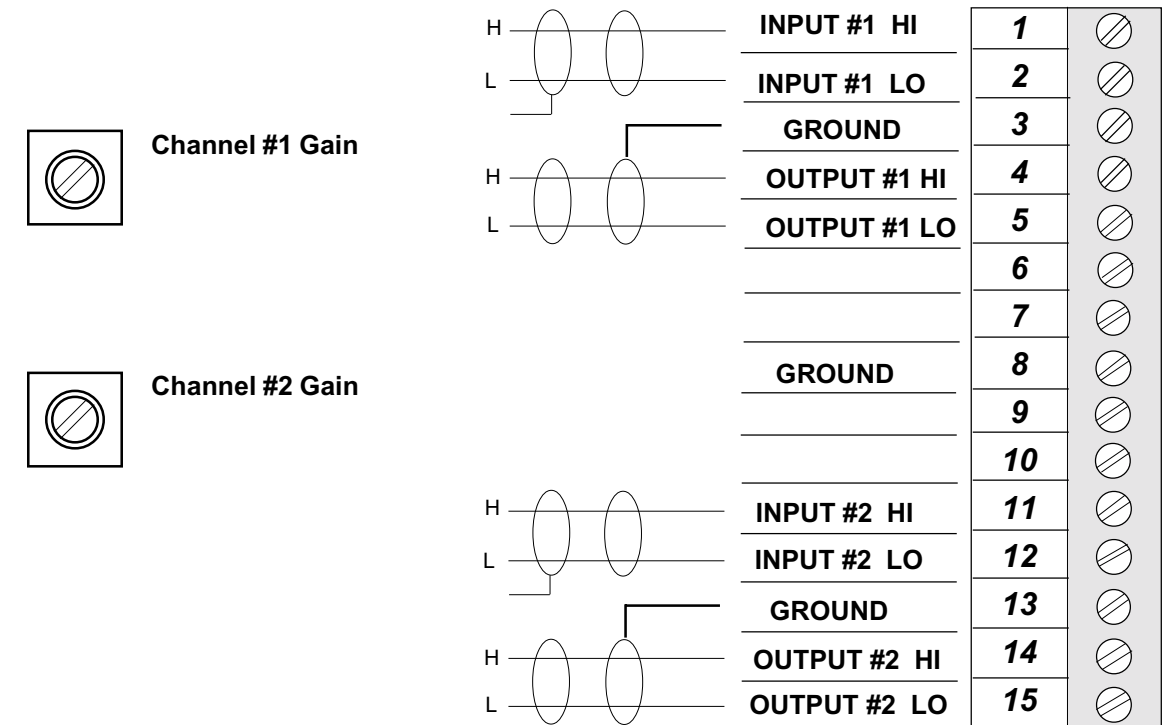 H INPUT #1 HI 1
L INPUT #1 LO 2
GROUND 3
Channel #1 Gain
H OUTPUT #1 HI 4
L OUTPUT #1 LO 5
6
7
Channel #2 Gain
GROUND 8
9
10
H INPUT #2 HI 11
L INPUT #2 LO 12
GROUND 13
H OUTPUT #2 HI 14
L OUTPUT #2 LO 15